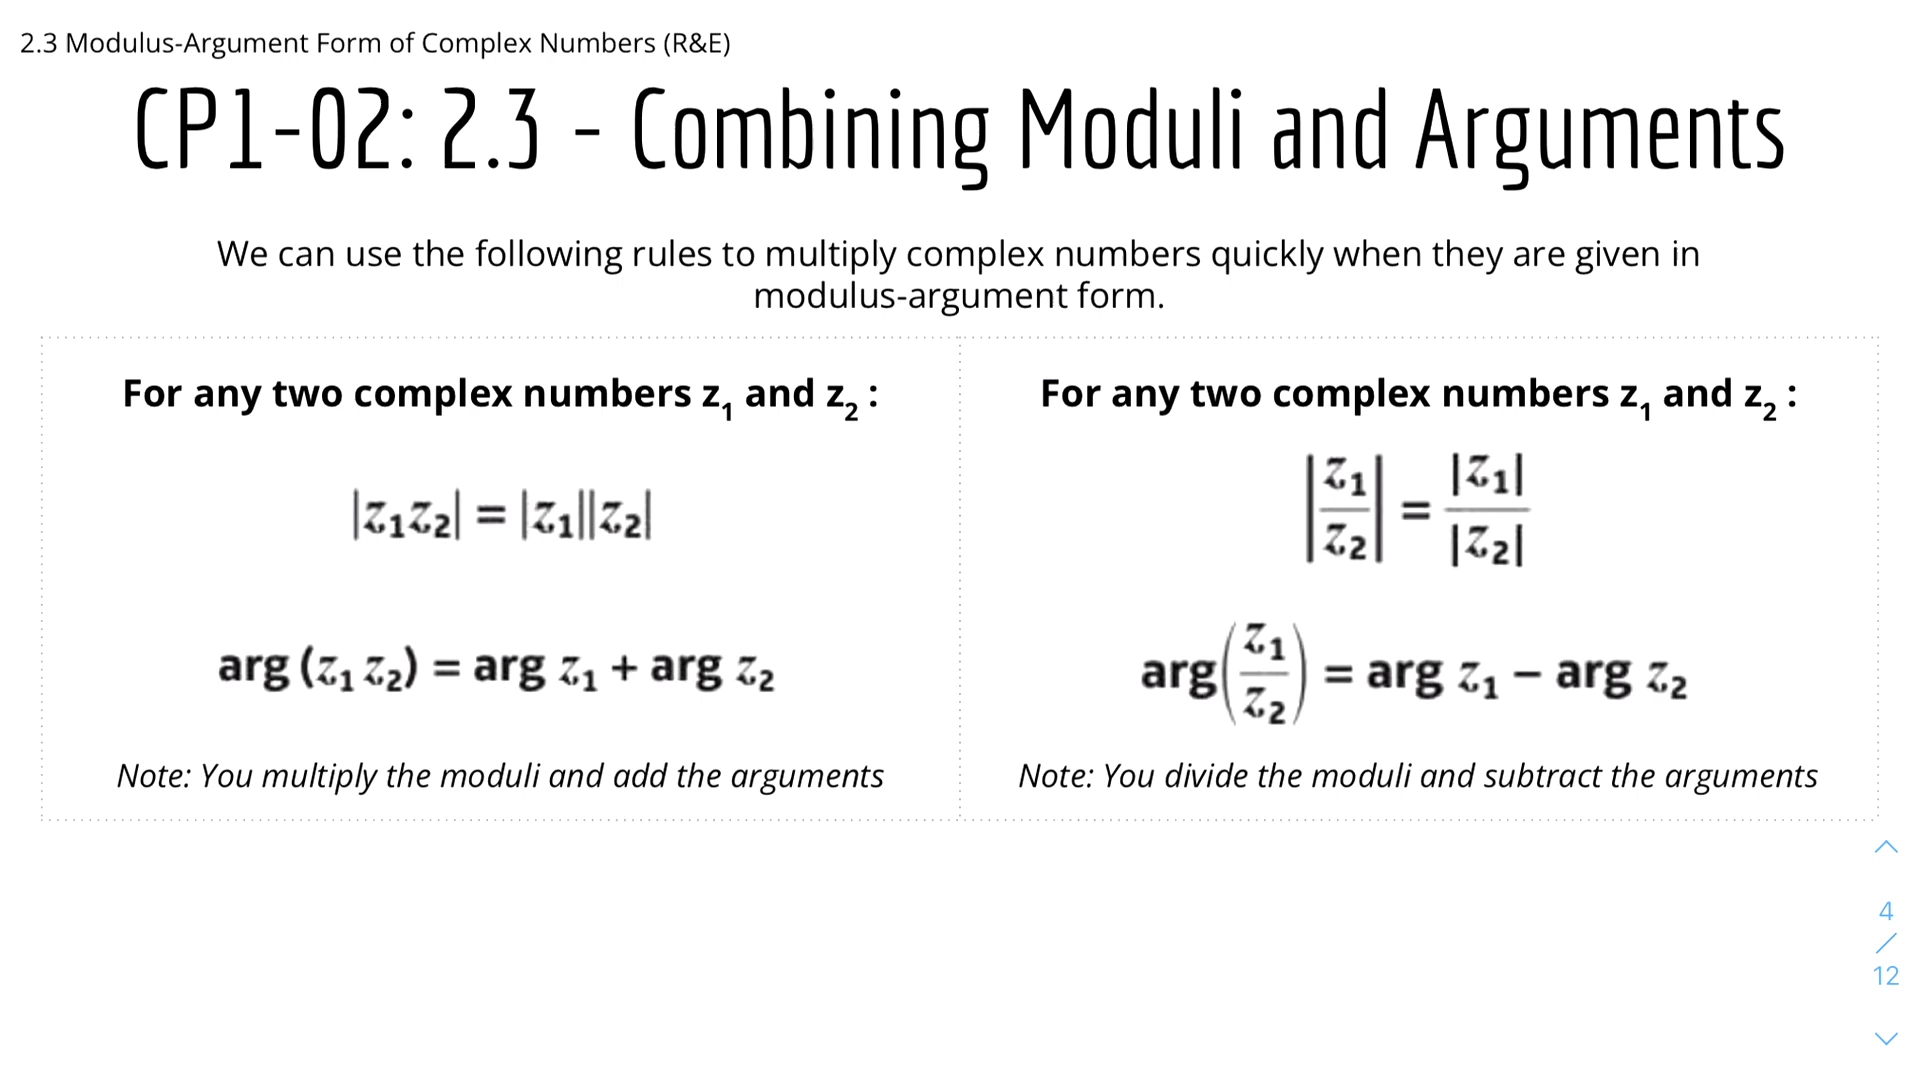 2.3 Modulus-Argument Form of Complex Numbers (R&E)
CP1-02: 2.3 - Combining Moduli and Arguments
We can use the following rules to multiply complex numbers quickly when they are given in
modulus-argument form.
For any two complex numbers z₁ and z₂ :
|z₁z₂| = |z₁||z₂|
arg (z₁ z₂) = arg z₁ + arg z₂
Note: You multiply the moduli and add the arguments
For any two complex numbers z₁ and z₂ :
|z₁/z₂| = |z₁|/|z₂|
arg(z₁/z₂) = arg z₁ − arg z₂
Note: You divide the moduli and subtract the arguments
4
/
12